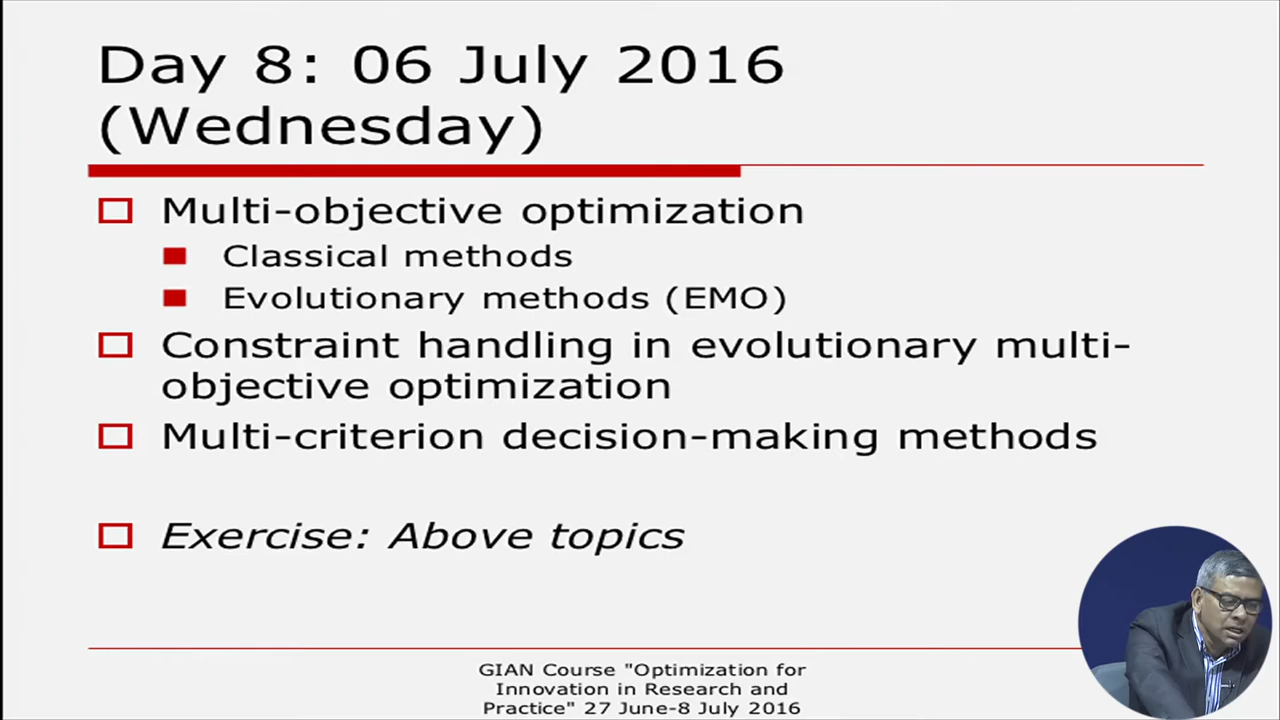 Day 8: 06 July 2016
(Wednesday)
Multi-objective optimization
Classical methods
Evolutionary methods (EMO)
Constraint handling in evolutionary multi-
objective optimization
Multi-criterion decision-making methods
Exercise: Above topics
GIAN Course "Optimization for
Innovation in Research and
Practice" 27 June-8 July 2016